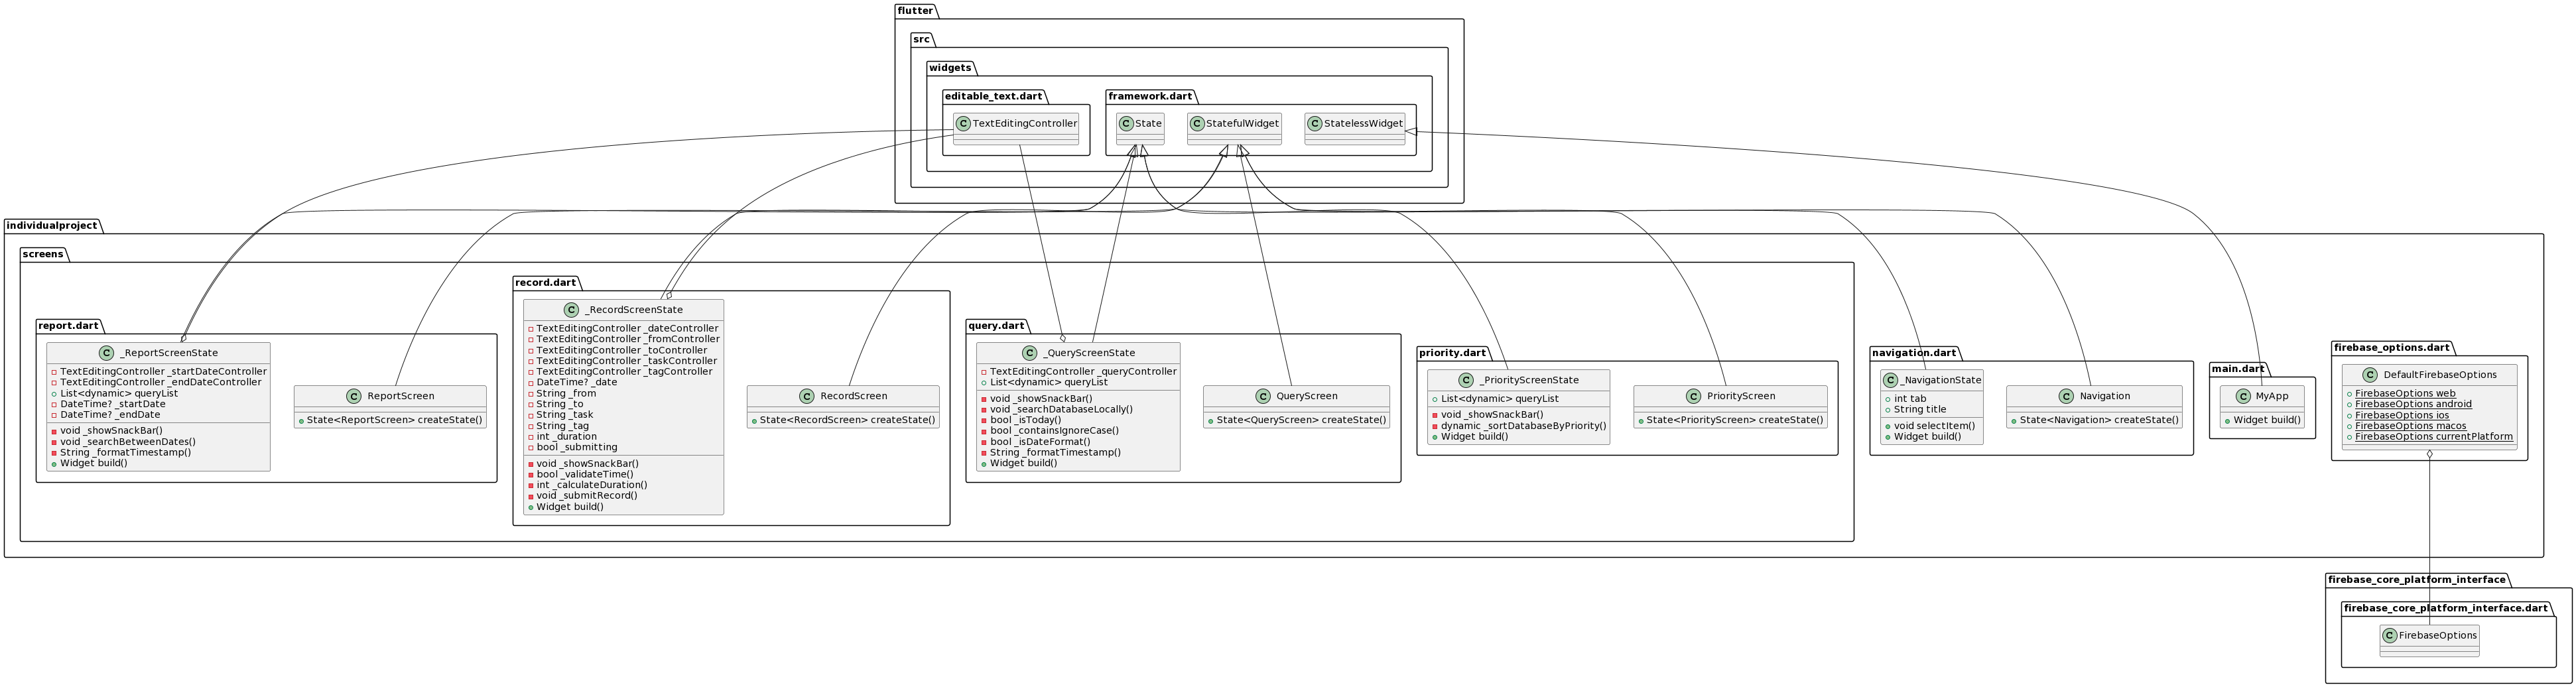 flutter
src
widgets
editable_text.dart
C TextEditingController
framework.dart
C State
C StatefulWidget
C StatelessWidget
individualproject
screens
report.dart
C _ReportScreenState
TextEditingController _startDateController
TextEditingController _endDateController
List<dynamic> queryList
DateTime? _startDate
DateTime? _endDate
void _showSnackBar()
void _searchBetweenDates()
String _formatTimestamp()
Widget build()
C ReportScreen
State<ReportScreen> createState()
record.dart
C _RecordScreenState
TextEditingController _dateController
TextEditingController _fromController
TextEditingController _toController
TextEditingController _taskController
TextEditingController _tagController
DateTime? _date
String _from
String _to
String _task
String _tag
int _duration
bool _submitting
void _showSnackBar()
bool _validateTime()
int _calculateDuration()
void _submitRecord()
Widget build()
C RecordScreen
State<RecordScreen> createState()
query.dart
C _QueryScreenState
TextEditingController _queryController
List<dynamic> queryList
void _showSnackBar()
void _searchDatabaseLocally()
bool _isToday()
bool _containsIgnoreCase()
bool _isDateFormat()
String _formatTimestamp()
Widget build()
C QueryScreen
State<QueryScreen> createState()
priority.dart
C _PriorityScreenState
List<dynamic> queryList
void _showSnackBar()
dynamic _sortDatabaseByPriority()
Widget build()
C PriorityScreen
State<PriorityScreen> createState()
navigation.dart
C _NavigationState
int tab
String title
void selectItem()
Widget build()
C Navigation
State<Navigation> createState()
main.dart
C MyApp
Widget build()
firebase_options.dart
C DefaultFirebaseOptions
FirebaseOptions web
FirebaseOptions android
FirebaseOptions ios
FirebaseOptions macos
FirebaseOptions currentPlatform
firebase_core_platform_interface
firebase_core_platform_interface.dart
C FirebaseOptions